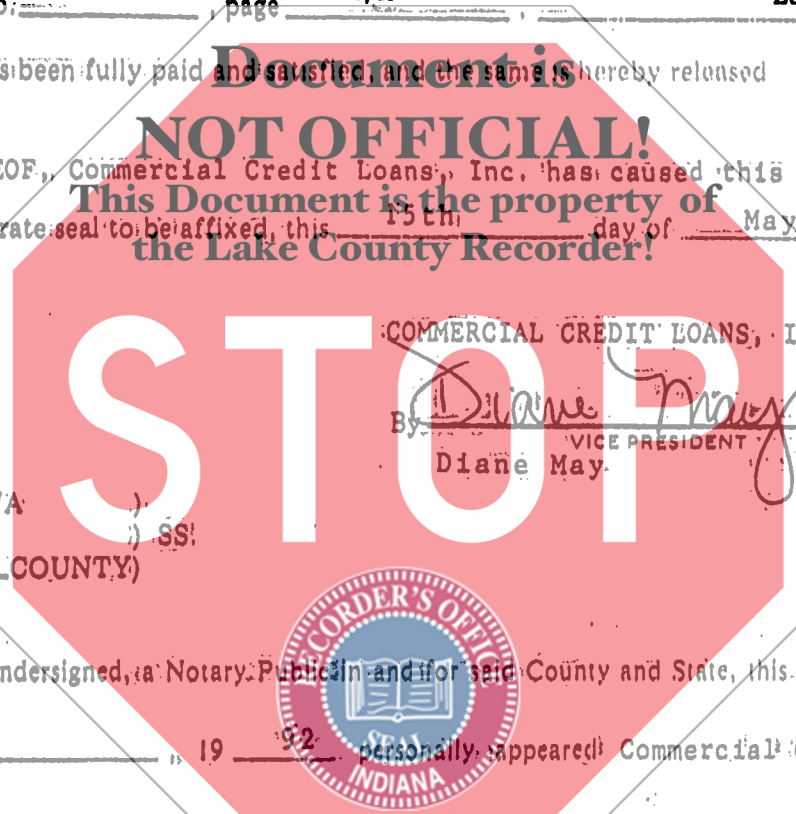 page
Document is
s been fully paid and satisfied, and the same is hereby released
NOT OFFICIAL!
EOF, Commercial Credit Loans, Inc. has caused this
This Document is the property of
rate seal to be affixed, this 15th day of May
the Lake County Recorder!
STOP
COMMERCIAL CREDIT LOANS, I
By Diane May
VICE PRESIDENT
Diane May
A )
) SS:
COUNTY)
RECORDER'S OFFICE
ndersigned, a Notary Public in and for said County and State, this
SEAL
, 19 92 personally appeared Commercial
INDIANA